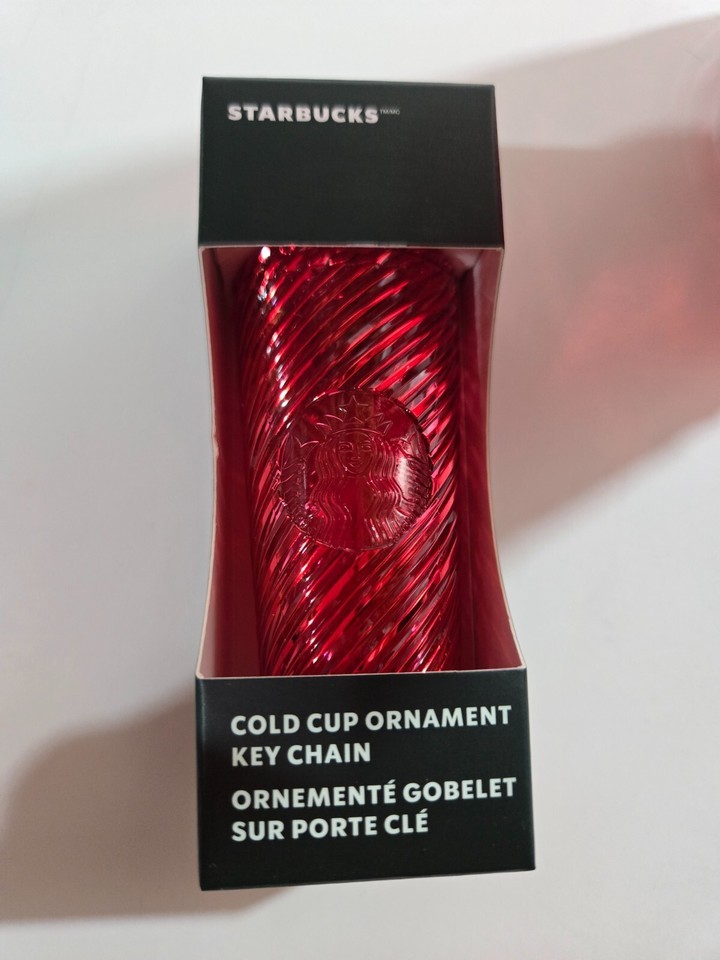 STARBUCKS
COLD CUP ORNAMENT
KEY CHAIN
ORNEMENTÉ GOBELET
SUR PORTE CLÉ